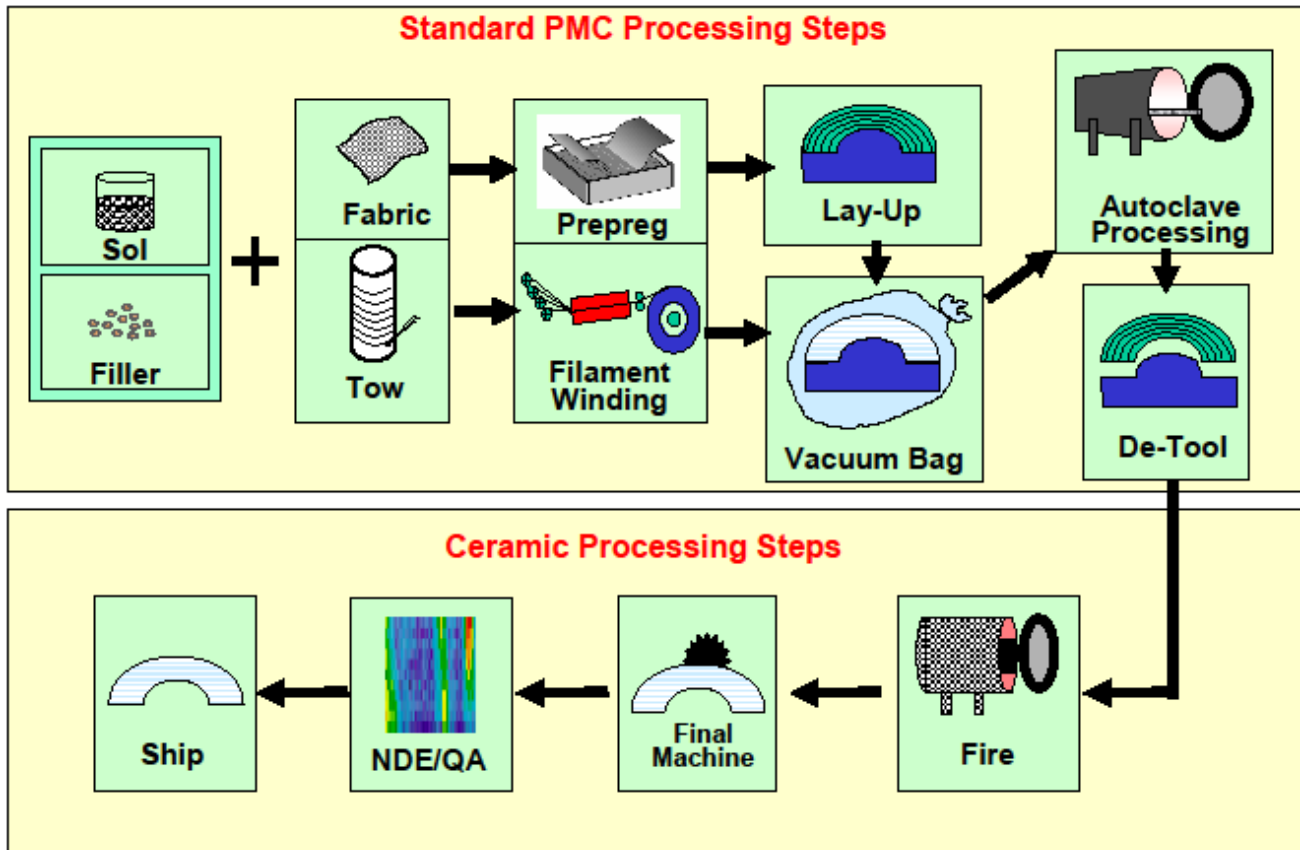 Standard PMC Processing Steps
Sol
Filler
Fabric
Tow
Prepreg
Filament
Winding
Lay-Up
Vacuum Bag
Autoclave
Processing
De-Tool
Ceramic Processing Steps
Ship
NDE/QA
Final
Machine
Fire